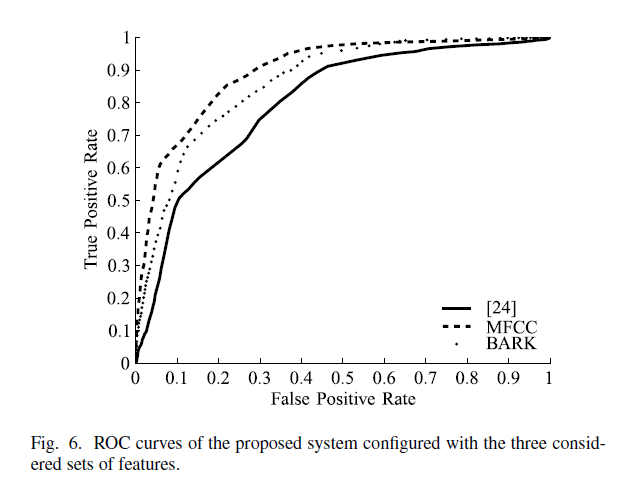 1
0.9
0.8
0.7
0.6
0.5
0.4
0.3
0.2
0.1
0
True Positive Rate
[24]
MFCC
BARK
0 0.1 0.2 0.3 0.4 0.5 0.6 0.7 0.8 0.9 1
False Positive Rate
Fig. 6. ROC curves of the proposed system configured with the three consid-
ered sets of features.